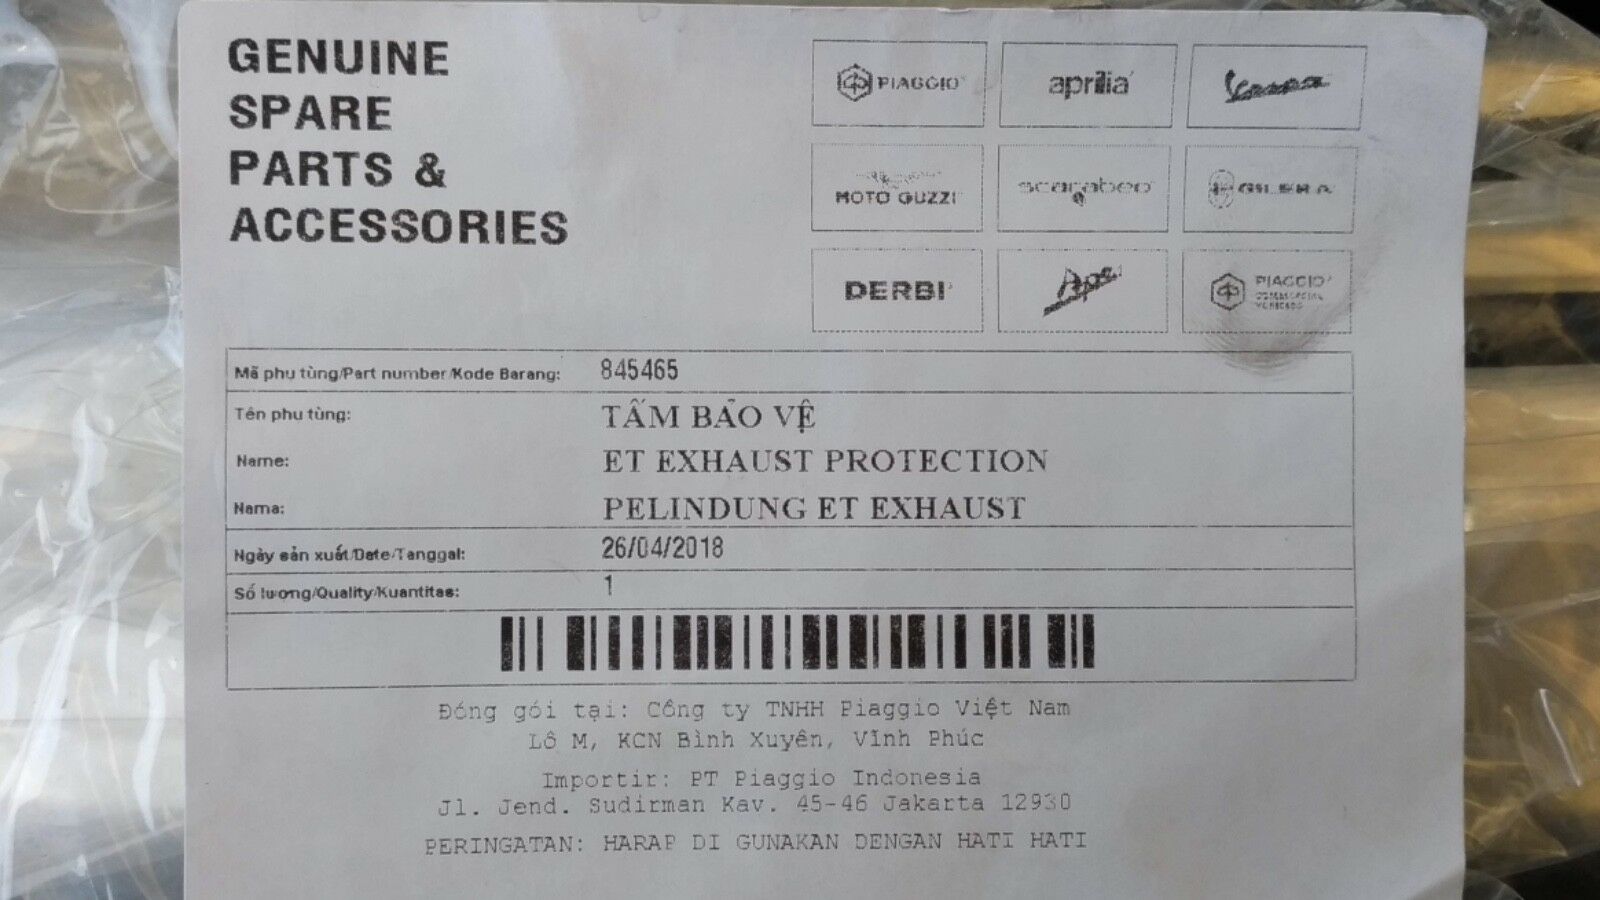 GENUINE
SPARE
PARTS &
ACCESSORIES
PIAGGIO aprilia Vespa
MOTO GUZZI scarabeo GILERA
DERBI Ape PIAGGIO
Mã phụ tùng/Part number/Kode Barang: 845465
Tên phụ tùng: TẤM BẢO VỆ
Name: ET EXHAUST PROTECTION
Nama: PELINDUNG ET EXHAUST
Ngày sản xuất/Date/Tanggal: 26/04/2018
Số lượng/Quality/Kuantitas: 1
Đóng gói tại: Công ty TNHH Piaggio Việt Nam
Lô M, KCN Bình Xuyên, Vĩnh Phúc
Importir: PT Piaggio Indonesia
Jl. Jend. Sudirman Kav. 45-46 Jakarta 12930
PERINGATAN: HARAP DI GUNAKAN DENGAN HATI HATI